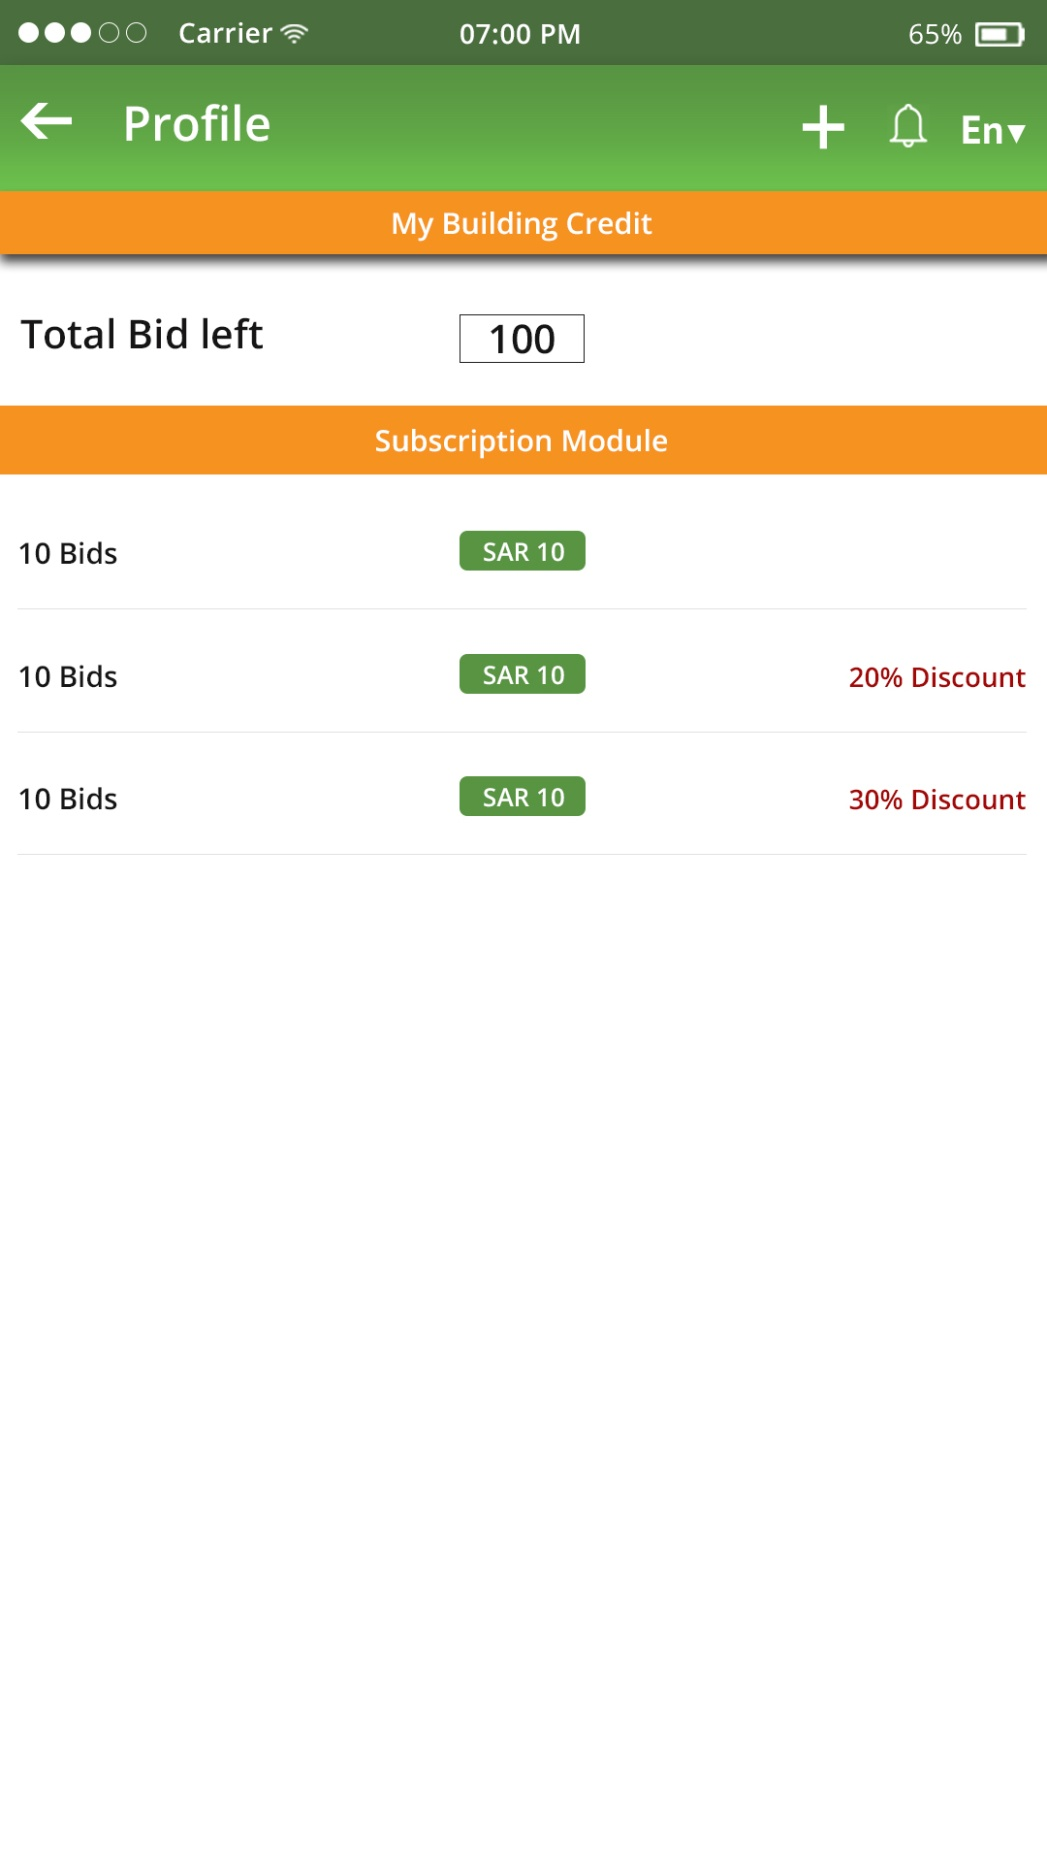 Carrier 07:00 PM 65%
Profile En▾
My Building Credit
Total Bid left 100
Subscription Module
10 Bids SAR 10
10 Bids SAR 10 20% Discount
10 Bids SAR 10 30% Discount